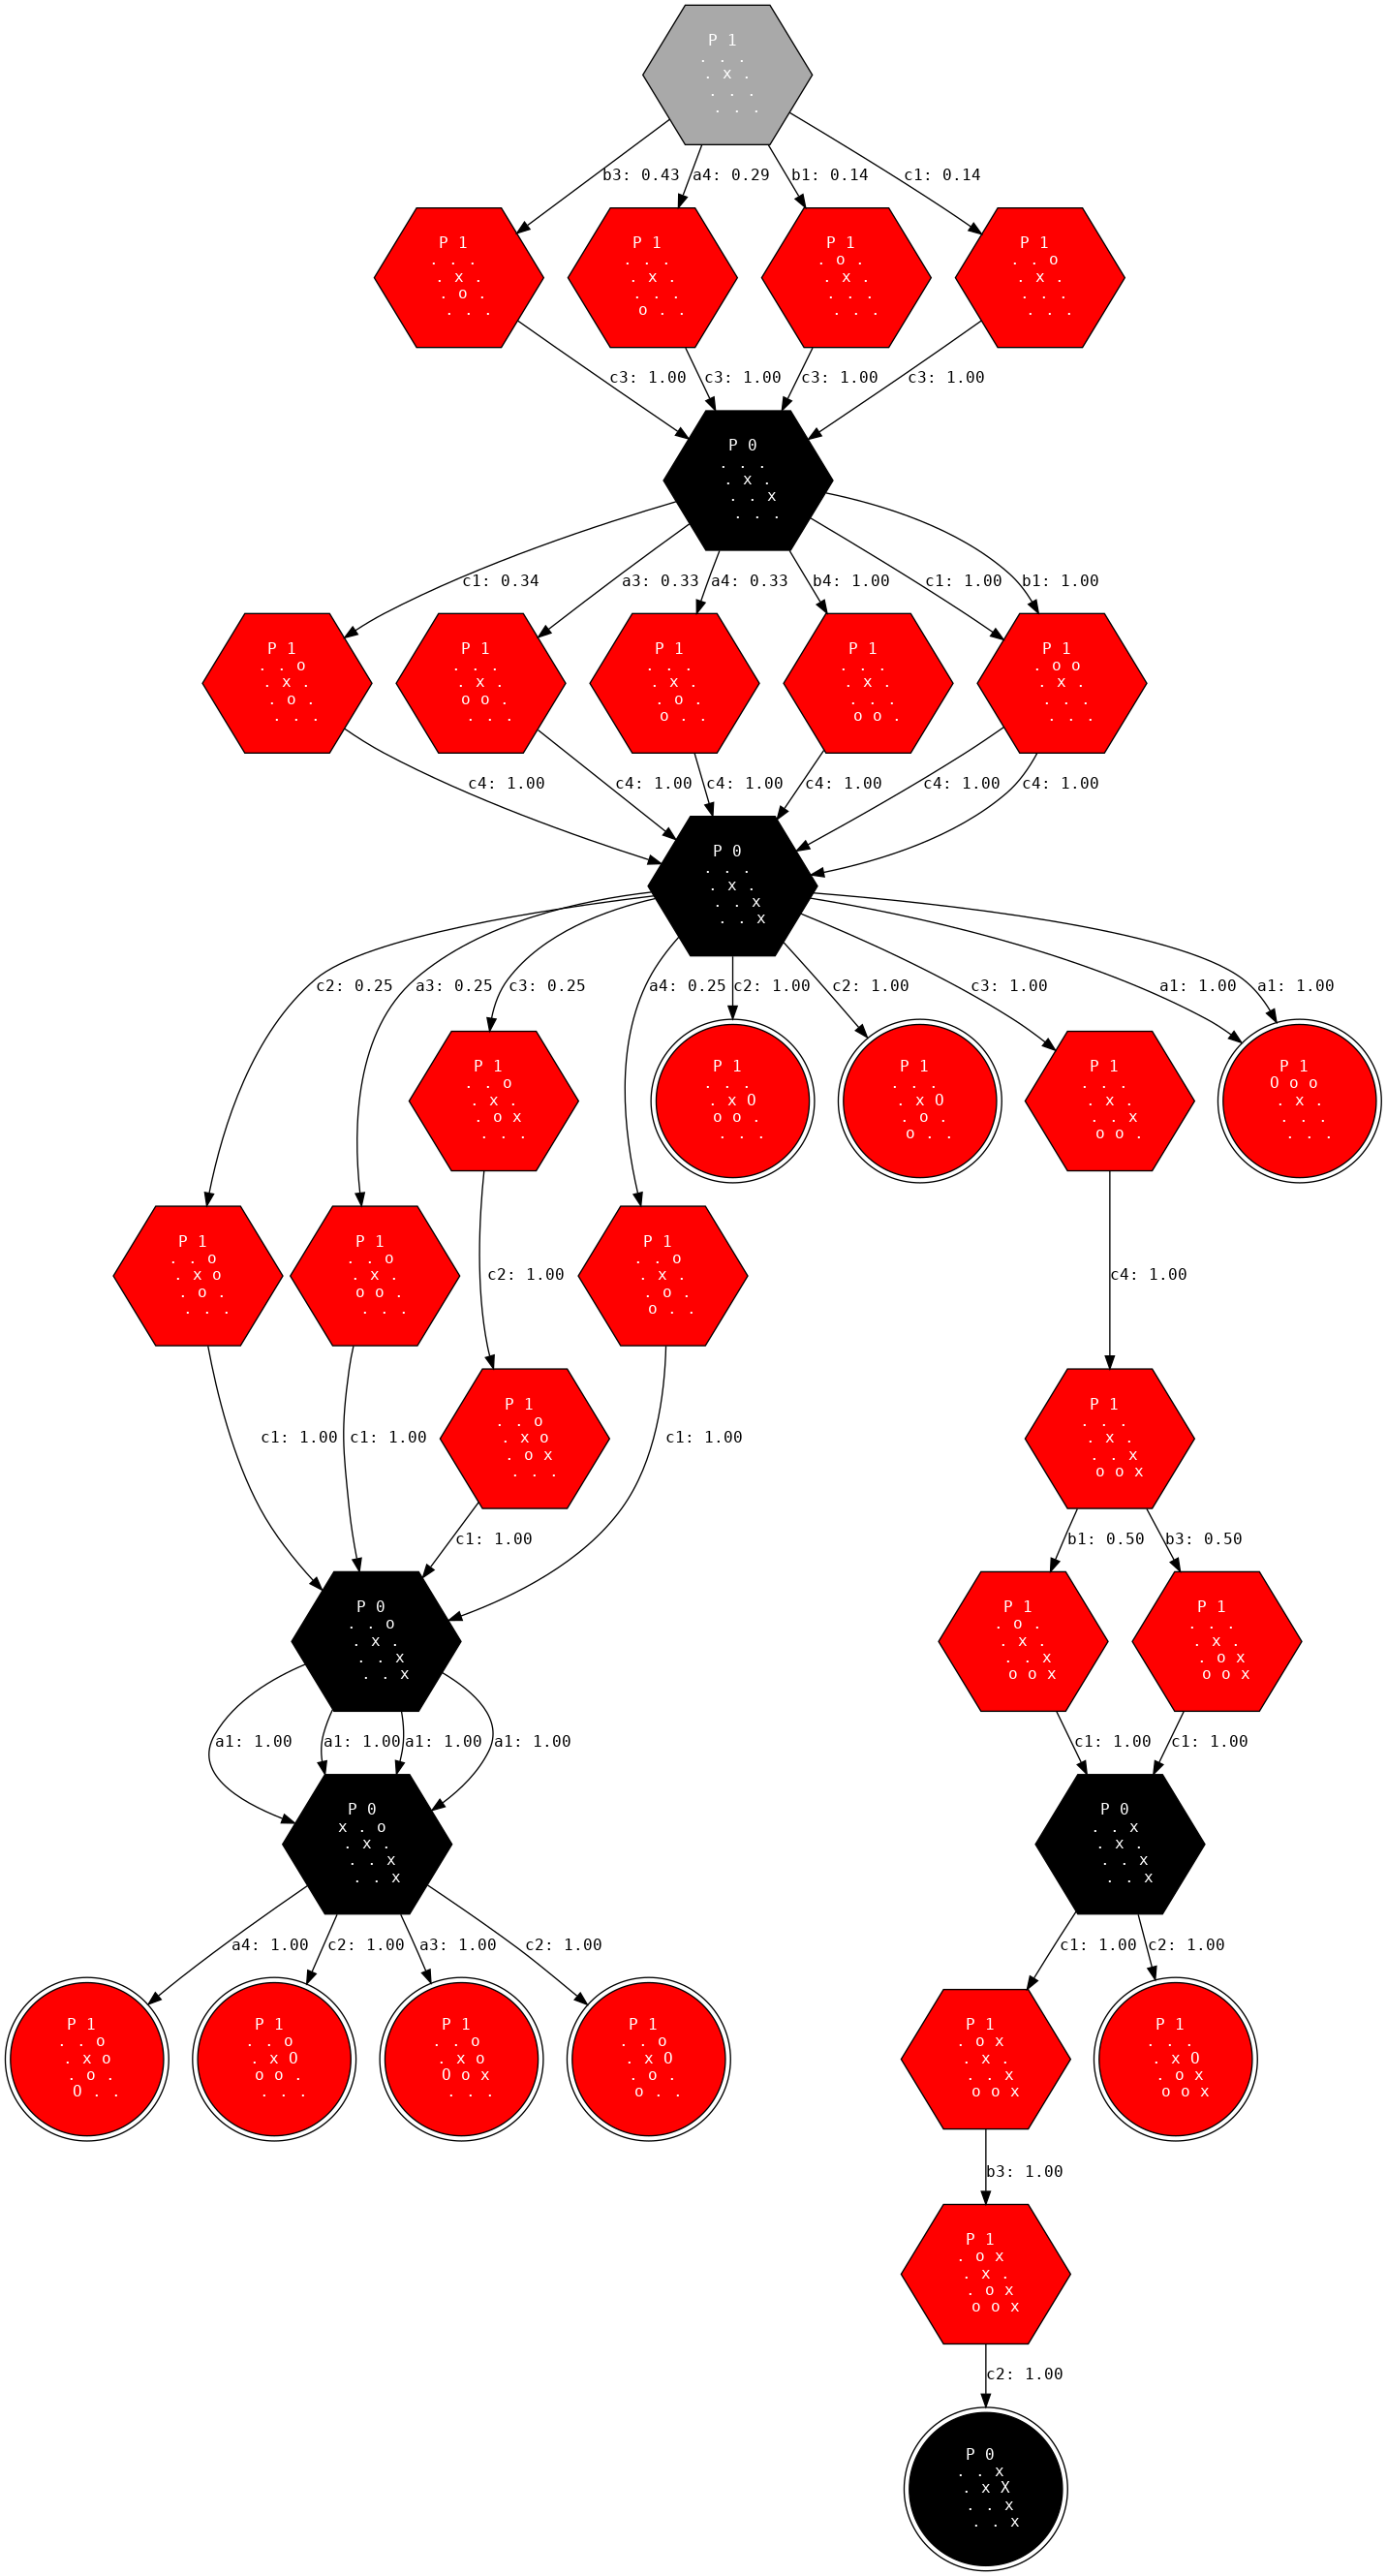 P 1
. . .
. x .
. . .
. . .
b3: 0.43
a4: 0.29
b1: 0.14
c1: 0.14
P 1
. . .
. x .
. o .
. . .
P 1
. . .
. x .
. . .
o . .
P 1
. o .
. x .
. . .
. . .
P 1
. . o
. x .
. . .
. . .
c3: 1.00
c3: 1.00
c3: 1.00
c3: 1.00
P 0
. . .
. x .
. . x
. . .
c1: 0.34
a3: 0.33
a4: 0.33
b4: 1.00
c1: 1.00
b1: 1.00
P 1
. . o
. x .
. o .
. . .
P 1
. . .
. x .
o o .
. . .
P 1
. . .
. x .
. o .
o . .
P 1
. . .
. x .
. . .
o o .
P 1
. o o
. x .
. . .
. . .
c4: 1.00
c4: 1.00
c4: 1.00
c4: 1.00
c4: 1.00
c4: 1.00
P 0
. . .
. x .
. . x
. . x
c2: 0.25
a3: 0.25
c3: 0.25
a4: 0.25
c2: 1.00
c2: 1.00
c3: 1.00
a1: 1.00
a1: 1.00
P 1
. . o
. x .
. o x
. . .
P 1
. . .
. x O
o o .
. . .
P 1
. . .
. x O
. o .
o . .
P 1
. . .
. x .
. . x
o o .
P 1
O o o
. x .
. . .
. . .
P 1
. . o
. x o
. o .
. . .
P 1
. . o
. x .
o o .
. . .
c2: 1.00
P 1
. . o
. x .
. o .
o . .
c4: 1.00
c1: 1.00
c1: 1.00
P 1
. . o
. x o
. o x
. . .
c1: 1.00
P 1
. . .
. x .
. . x
o o x
c1: 1.00
b1: 0.50
b3: 0.50
P 0
. . o
. x .
. . x
. . x
P 1
. o .
. x .
. . x
o o x
P 1
. . .
. x .
. o x
o o x
a1: 1.00
a1: 1.00
a1: 1.00
a1: 1.00
c1: 1.00
c1: 1.00
P 0
x . o
. x .
. . x
. . x
P 0
. . x
. x .
. . x
. . x
a4: 1.00
c2: 1.00
a3: 1.00
c2: 1.00
c1: 1.00
c2: 1.00
P 1
. . o
. x o
. o .
O . .
P 1
. . o
. x O
o o .
. . .
P 1
. . o
. x o
O o x
. . .
P 1
. . o
. x O
. o .
o . .
P 1
. o x
. x .
. . x
o o x
P 1
. . .
. x O
. o x
o o x
b3: 1.00
P 1
. o x
. x .
. o x
o o x
c2: 1.00
P 0
. . x
. x X
. . x
. . x